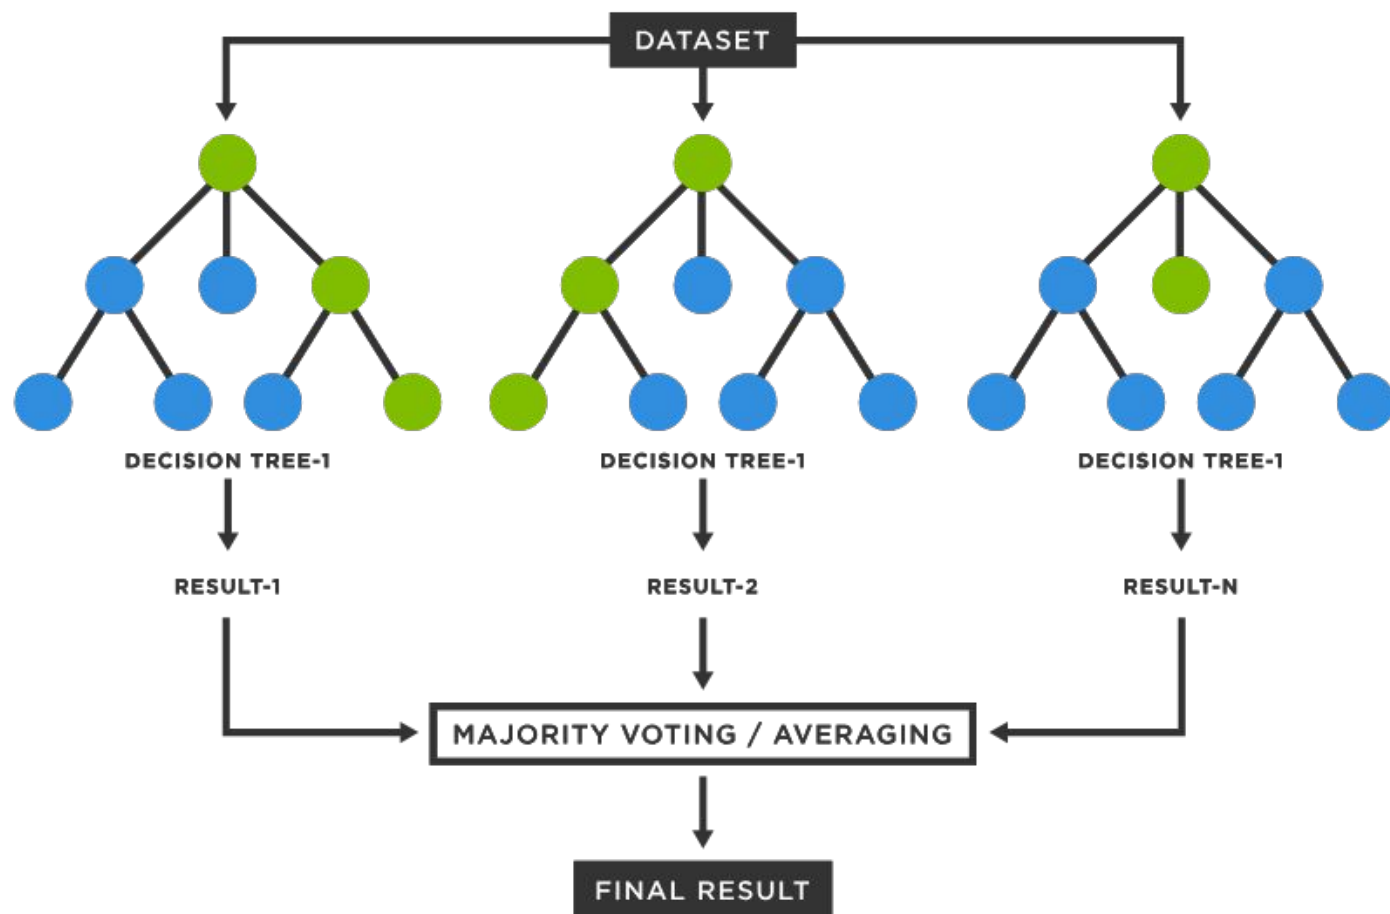 DATASET
DECISION TREE-1
DECISION TREE-1
DECISION TREE-1
RESULT-1
RESULT-2
RESULT-N
MAJORITY VOTING / AVERAGING
FINAL RESULT